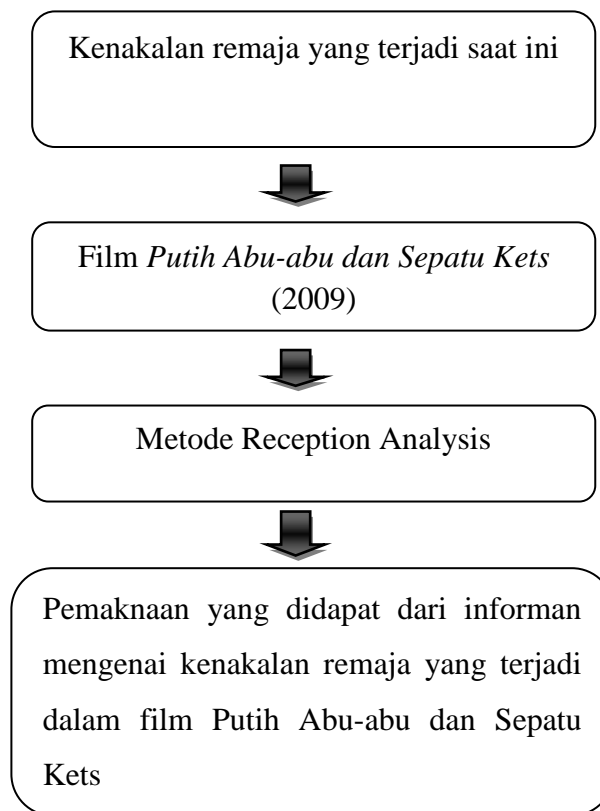 Kenakalan remaja yang terjadi saat ini
Film Putih Abu-abu dan Sepatu Kets
(2009)
Metode Reception Analysis
Pemaknaan yang didapat dari informan
mengenai kenakalan remaja yang terjadi
dalam film Putih Abu-abu dan Sepatu
Kets